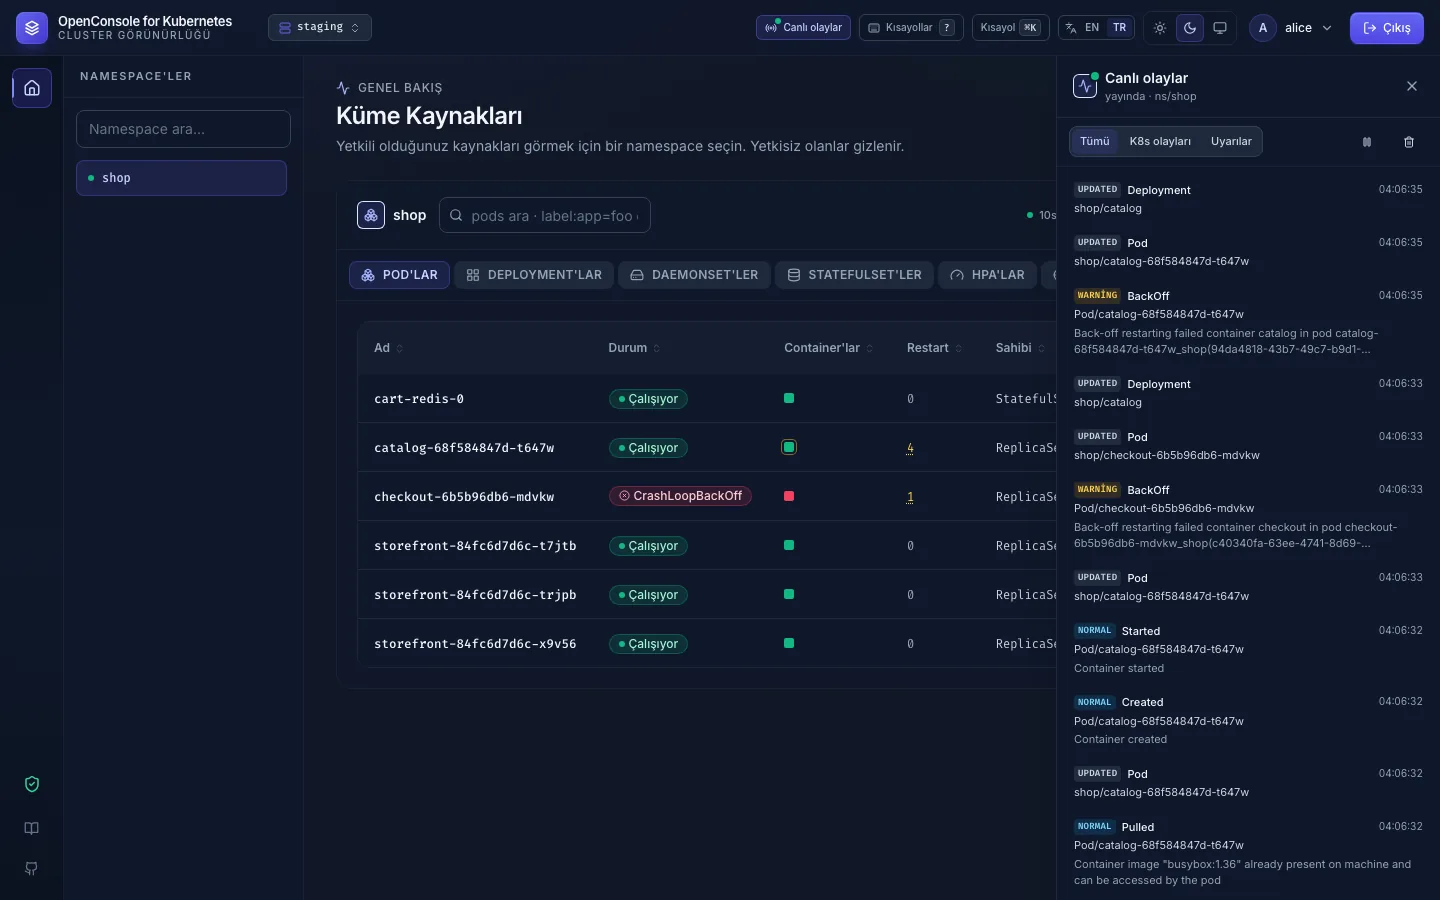 OpenConsole for Kubernetes
CLUSTER GÖRÜNÜRLÜĞÜ
staging
Canlı olaylar
Kısayollar ?
Kısayol ⌘K
EN TR
A alice
Çıkış
NAMESPACE'LER
Namespace ara...
shop
GENEL BAKIŞ
Küme Kaynakları
Yetkili olduğunuz kaynakları görmek için bir namespace seçin. Yetkisiz olanlar gizlenir.
shop
pods ara · label:app=foo
10s
POD'LAR
DEPLOYMENT'LAR
DAEMONSET'LER
STATEFULSET'LER
HPA'LAR
Ad Durum Container'lar Restart Sahibi
cart-redis-0 Çalışıyor 0 StatefulS
catalog-68f584847d-t647w Çalışıyor 4 ReplicaSe
checkout-6b5b96db6-mdvkw CrashLoopBackOff 1 ReplicaSe
storefront-84fc6d7d6c-t7jtb Çalışıyor 0 ReplicaSe
storefront-84fc6d7d6c-trjpb Çalışıyor 0 ReplicaSe
storefront-84fc6d7d6c-x9v56 Çalışıyor 0 ReplicaSe
Canlı olaylar
yayında · ns/shop
Tümü K8s olayları Uyarılar
UPDATED Deployment 04:06:35
shop/catalog
UPDATED Pod 04:06:35
shop/catalog-68f584847d-t647w
WARNİNG BackOff 04:06:35
Pod/catalog-68f584847d-t647w
Back-off restarting failed container catalog in pod catalog-
68f584847d-t647w_shop(94da4818-43b7-49c7-b9d1-...
UPDATED Deployment 04:06:33
shop/catalog
UPDATED Pod 04:06:33
shop/checkout-6b5b96db6-mdvkw
WARNİNG BackOff 04:06:33
Pod/checkout-6b5b96db6-mdvkw
Back-off restarting failed container checkout in pod checkout-
6b5b96db6-mdvkw_shop(c40340fa-63ee-4741-8d69-...
UPDATED Pod 04:06:33
shop/catalog-68f584847d-t647w
NORMAL Started 04:06:32
Pod/catalog-68f584847d-t647w
Container started
NORMAL Created 04:06:32
Pod/catalog-68f584847d-t647w
Container created
UPDATED Pod 04:06:32
shop/catalog-68f584847d-t647w
NORMAL Pulled 04:06:32
Pod/catalog-68f584847d-t647w
Container image "busybox:1.36" already present on machine and
can be accessed by the pod